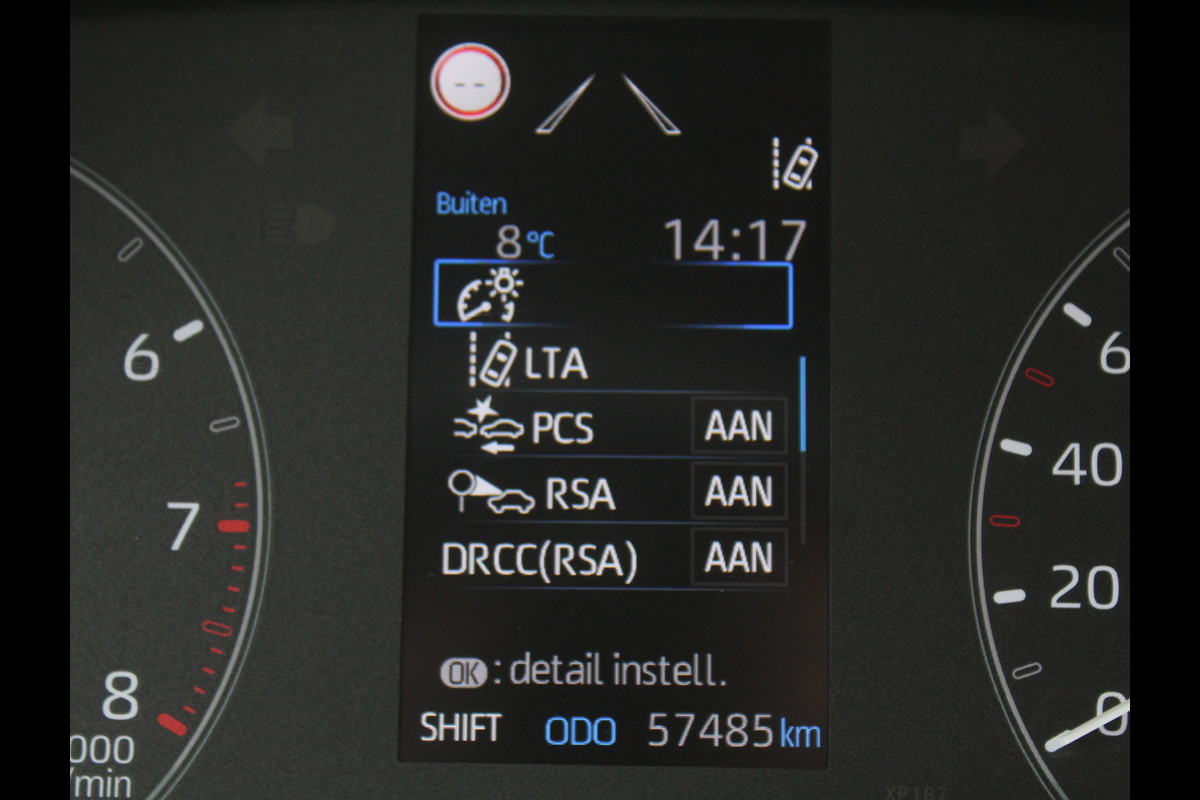 - -
Buiten
8°C 14:17
LTA
PCS AAN
RSA AAN
DRCC(RSA) AAN
OK : detail instell.
SHIFT ODO 57485 km
6
7
8
000
/min
6
40
20
0